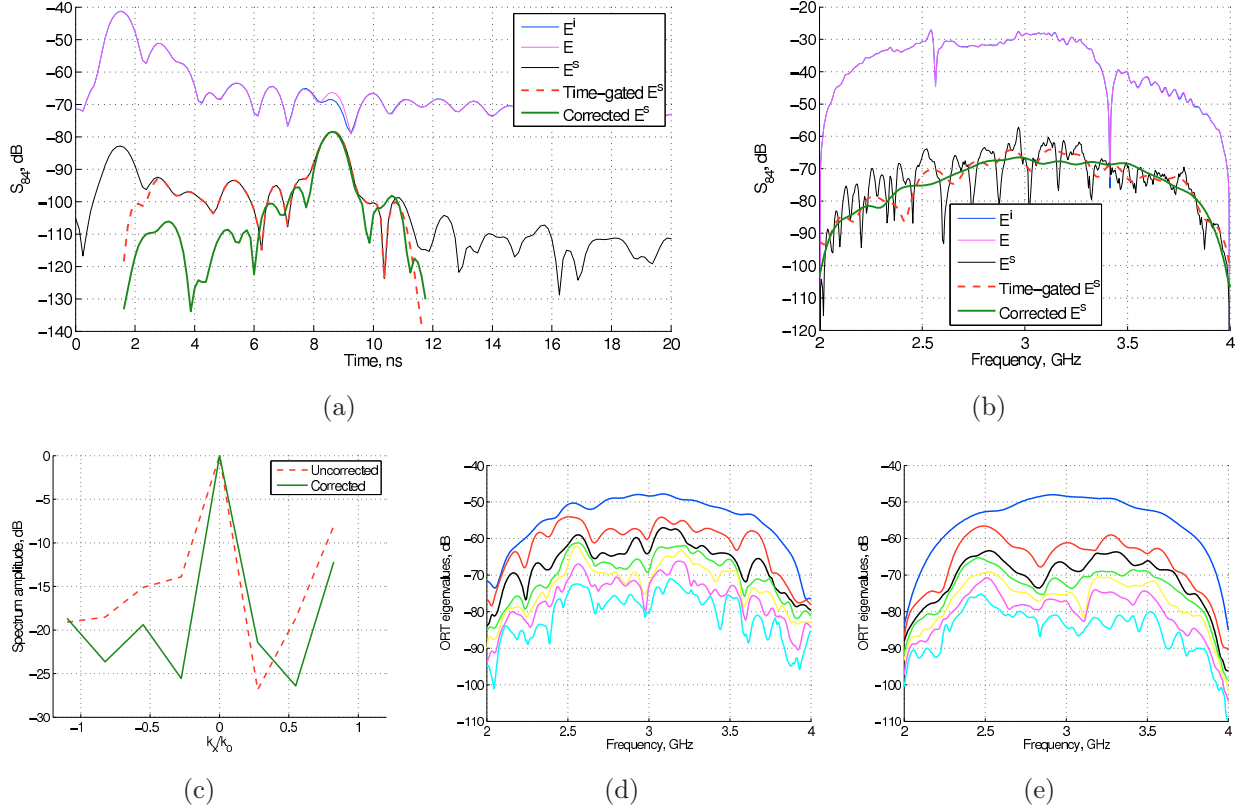 −40
−50
−60
−70
−80
−90
−100
−110
−120
−130
−140
0 2 4 6 8 10 12 14 16 18 20
S84, dB
Time, ns
E^i
E
E^s
Time−gated E^s
Corrected E^s
(a)
−20
−30
−40
−50
−60
−70
−80
−90
−100
−110
−120
2 2.5 3 3.5 4
S84, dB
Frequency, GHz
E^i
E
E^s
Time−gated E^s
Corrected E^s
(b)
0
−5
−10
−15
−20
−25
−30
−1 −0.5 0 0.5 1
Spectrum amplitude, dB
kx/k0
Uncorrected
Corrected
(c)
−40
−50
−60
−70
−80
−90
−100
−110
2 2.5 3 3.5 4
ORT eigenvalues, dB
Frequency, GHz
(d)
−40
−50
−60
−70
−80
−90
−100
−110
2 2.5 3 3.5 4
ORT eigenvalues, dB
Frequency, GHz
(e)